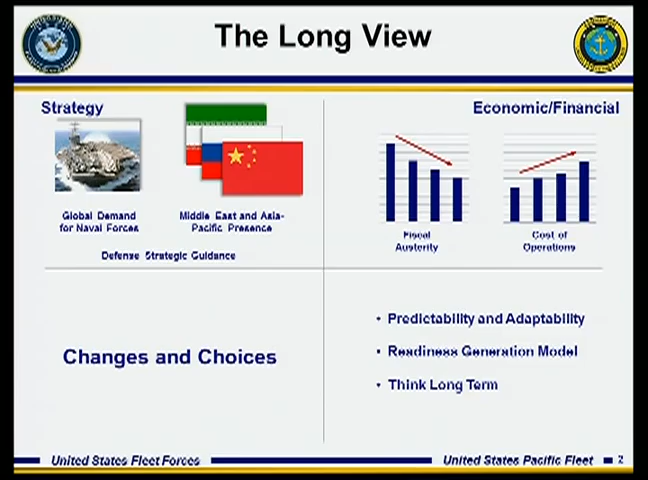 The Long View
Strategy
Global Demand
for Naval Forces
Middle East and Asia-
Pacific Presence
Defense Strategic Guidance
Economic/Financial
Fiscal
Austerity
Cost of
Operations
Changes and Choices
• Predictability and Adaptability
• Readiness Generation Model
• Think Long Term
United States Fleet Forces
United States Pacific Fleet
2